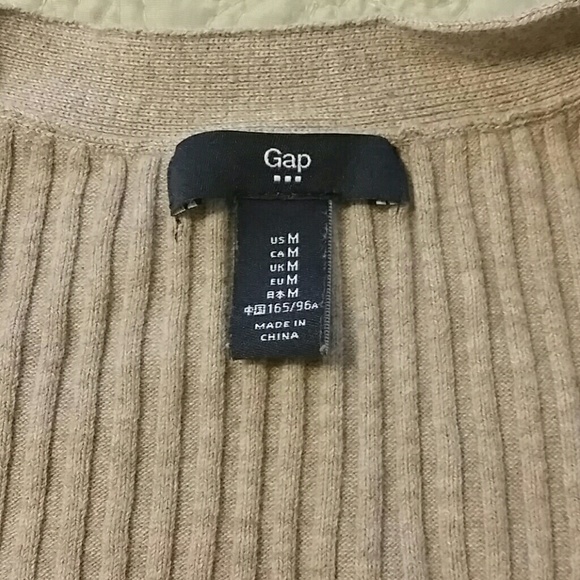 Gap
US M
CA M
UK M
EU M
日本 M
中国 165/96A
MADE IN
CHINA